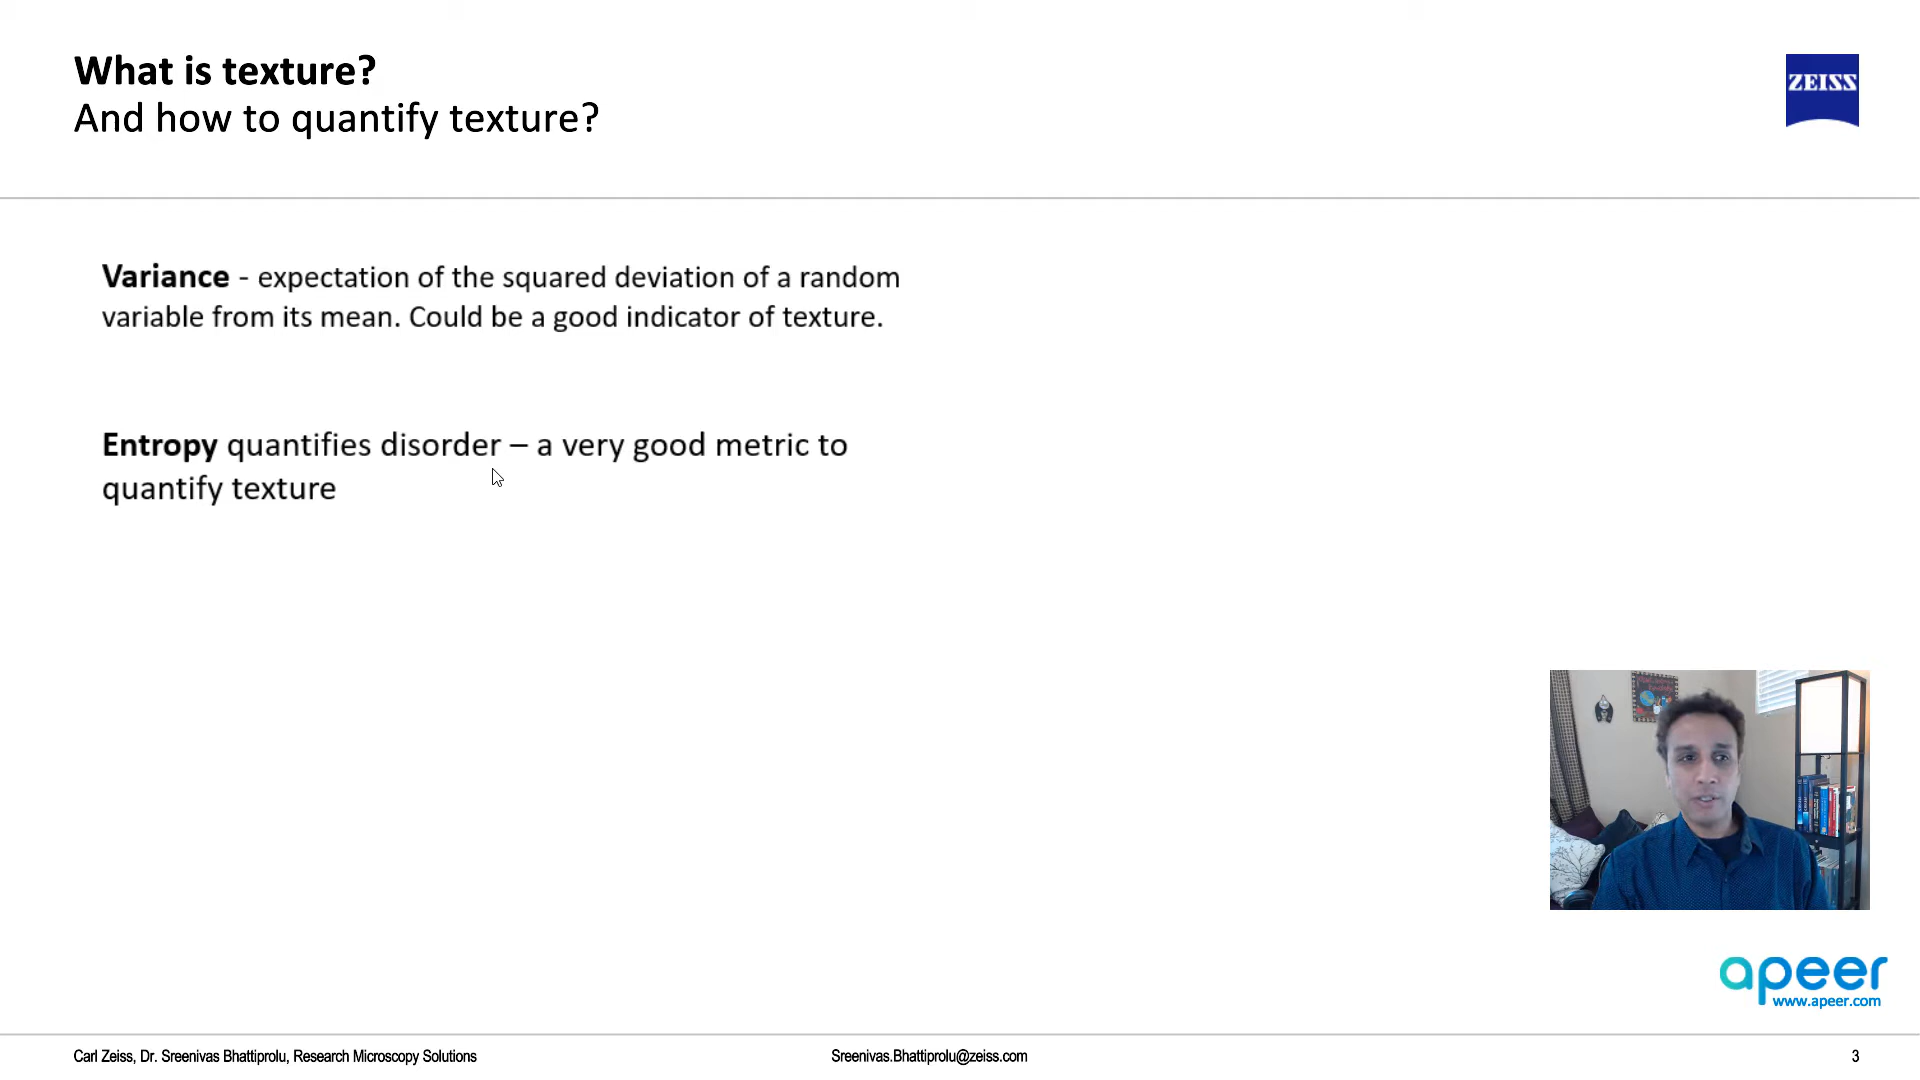 What is texture?
And how to quantify texture?
ZEISS
Variance - expectation of the squared deviation of a random
variable from its mean. Could be a good indicator of texture.
Entropy quantifies disorder – a very good metric to
quantify texture
apeer
www.apeer.com
Carl Zeiss, Dr. Sreenivas Bhattiprolu, Research Microscopy Solutions
Sreenivas.Bhattiprolu@zeiss.com
3